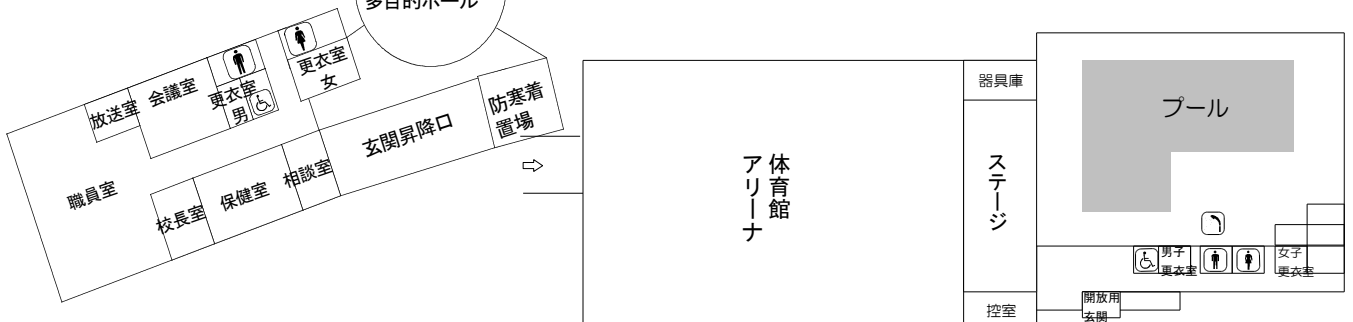 多目的ホール
更衣室
女
放送室
会議室
更衣室
男
防寒着
置場
玄関昇降口
職員室
校長室
保健室
相談室
体育館
アリーナ
器具庫
ステージ
控室
プール
男子
更衣室
女子
更衣室
開放用
玄関